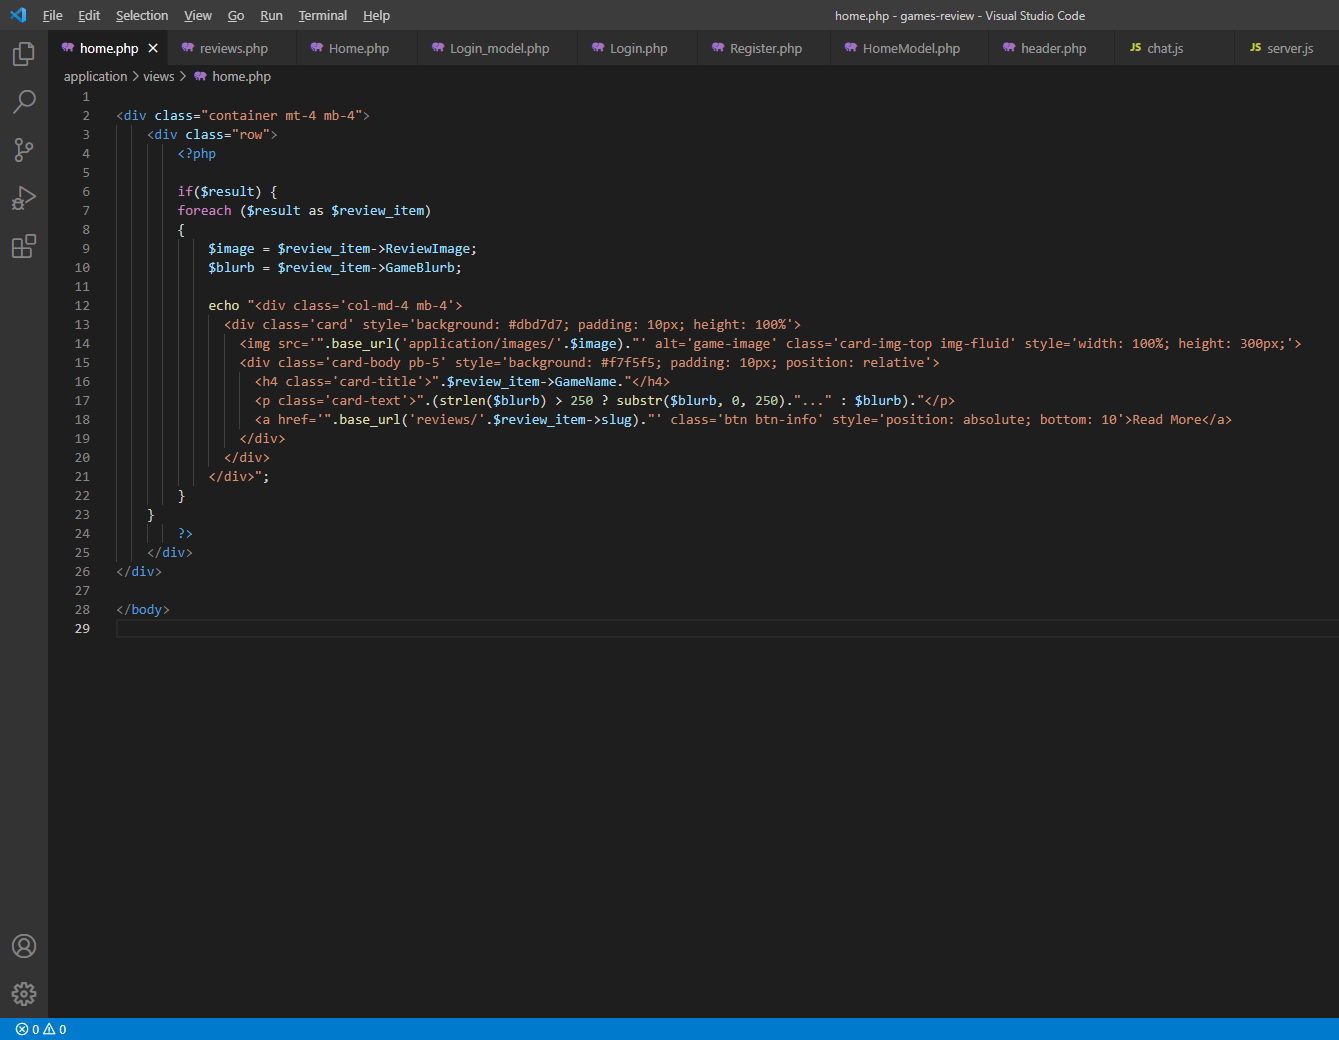 File Edit Selection View Go Run Terminal Help home.php - games-review - Visual Studio Code
home.php reviews.php Home.php Login_model.php Login.php Register.php HomeModel.php header.php JS chat.js JS server.js
application > views > home.php
1
2 <div class="container mt-4 mb-4">
3 <div class="row">
4 <?php
5
6 if($result) {
7 foreach ($result as $review_item)
8 {
9 $image = $review_item->ReviewImage;
10 $blurb = $review_item->GameBlurb;
11
12 echo "<div class='col-md-4 mb-4'>
13 <div class='card' style='background: #dbd7d7; padding: 10px; height: 100%'>
14 <img src='".base_url('application/images/'.$image)."' alt='game-image' class='card-img-top img-fluid' style='width: 100%; height: 300px;'>
15 <div class='card-body pb-5' style='background: #f7f5f5; padding: 10px; position: relative'>
16 <h4 class='card-title'>".$review_item->GameName."</h4>
17 <p class='card-text'>".(strlen($blurb) > 250 ? substr($blurb, 0, 250)."..." : $blurb)."</p>
18 <a href='".base_url('reviews/'.$review_item->slug)."' class='btn btn-info' style='position: absolute; bottom: 10'>Read More</a>
19 </div>
20 </div>
21 </div>";
22 }
23 }
24 ?>
25 </div>
26 </div>
27
28 </body>
29
0 0